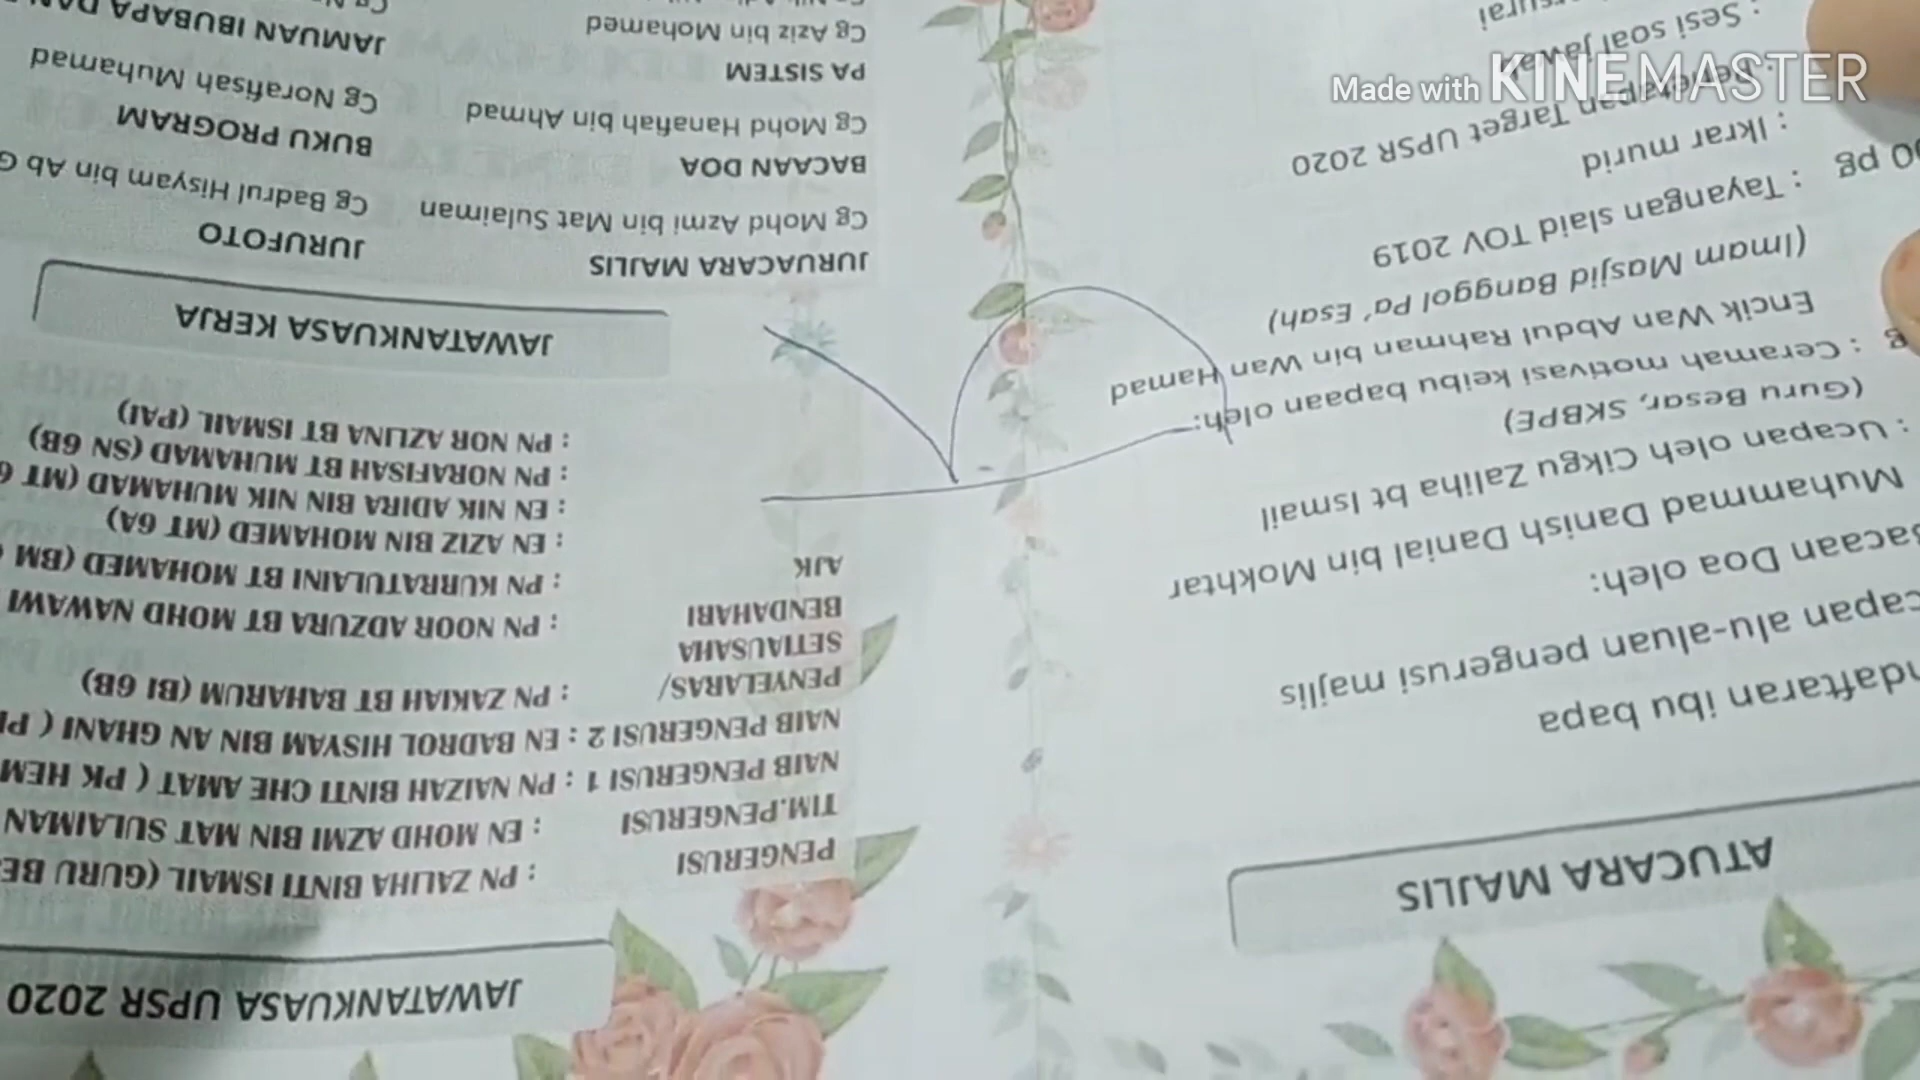 Made with KINEMASTER
JAWATANKUASA UPSR 2020
PENGERUSI : PN ZALIHA BINTI ISMAIL (GURU BE
TIM.PENGERUSI : EN MOHD AZMI BIN MAT SULAIMAN
NAIB PENGERUSI 1 : PN NAIZAH BINTI CHE AMAT ( PK HEM
NAIB PENGERUSI 2 : EN BADROL HISYAM BIN AN GHANI (
PENYELARAS/ : PN ZAKIAH BT BAHARUM (BI 6B)
SETIAUSAHA
BENDAHARI : PN NOOR ADZURA BT MOHD NAWAWI
AJK : PN KURRATULAINI BT MOHAMED (BM
: EN AZIZ BIN MOHAMED (MT 6A)
: EN NIK ADIRA BIN NIK MUHAMAD (MT 6
: PN NORAFISAH BT MUHAMAD (SN 6B)
: PN NOR AZLINA BT ISMAIL (PAI)
JAWATANKUASA KERJA
JURUACARA MAJLIS JURUFOTO
Cg Mohd Azmi bin Mat Sulaiman Cg Badrul Hisyam bin Ab G
BACAAN DOA BUKU PROGRAM
Cg Mohd Hanafiah bin Ahmad Cg Norafisah Muhamad
PA SISTEM JAMUAN IBUBAPA DAN
Cg Aziz bin Mohamed
ATUCARA MAJLIS
ndaftaran ibu bapa
capan alu-aluan pengerusi majlis
Bacaan Doa oleh:
Muhammad Danish Danial bin Mokhtar
: Ucapan oleh Cikgu Zaliha bt Ismail
(Guru Besar, SKBPE)
: Ceramah motivasi keibu bapaan oleh:
Encik Wan Abdul Rahman bin Wan Hamad
(Imam Masjid Banggol Pa' Esah)
0 pg : Tayangan slaid TOV 2019
: Ikrar murid
: Penetapan Target UPSR 2020
: Sesi soal jawab